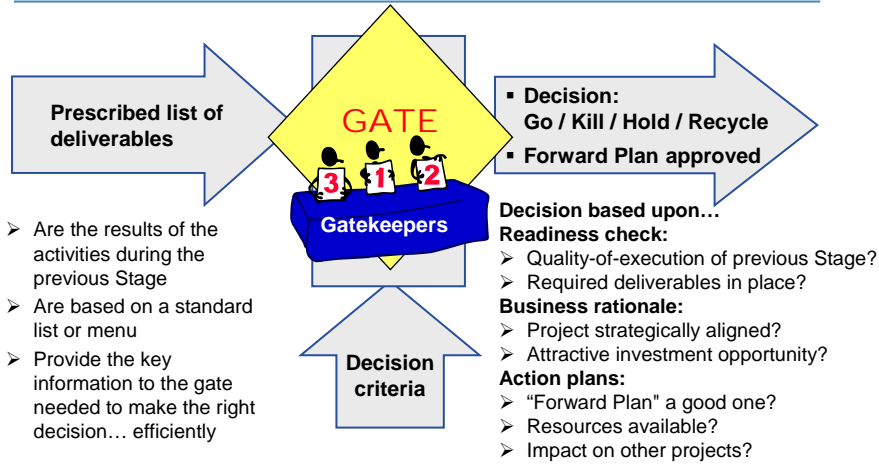 Prescribed list of
deliverables
GATE
3 1 2
Gatekeepers
▪ Decision:
Go / Kill / Hold / Recycle
▪ Forward Plan approved
➢ Are the results of the
activities during the
previous Stage
➢ Are based on a standard
list or menu
➢ Provide the key
information to the gate
needed to make the right
decision… efficiently
Decision
criteria
Decision based upon…
Readiness check:
➢ Quality-of-execution of previous Stage?
➢ Required deliverables in place?
Business rationale:
➢ Project strategically aligned?
➢ Attractive investment opportunity?
Action plans:
➢ “Forward Plan" a good one?
➢ Resources available?
➢ Impact on other projects?